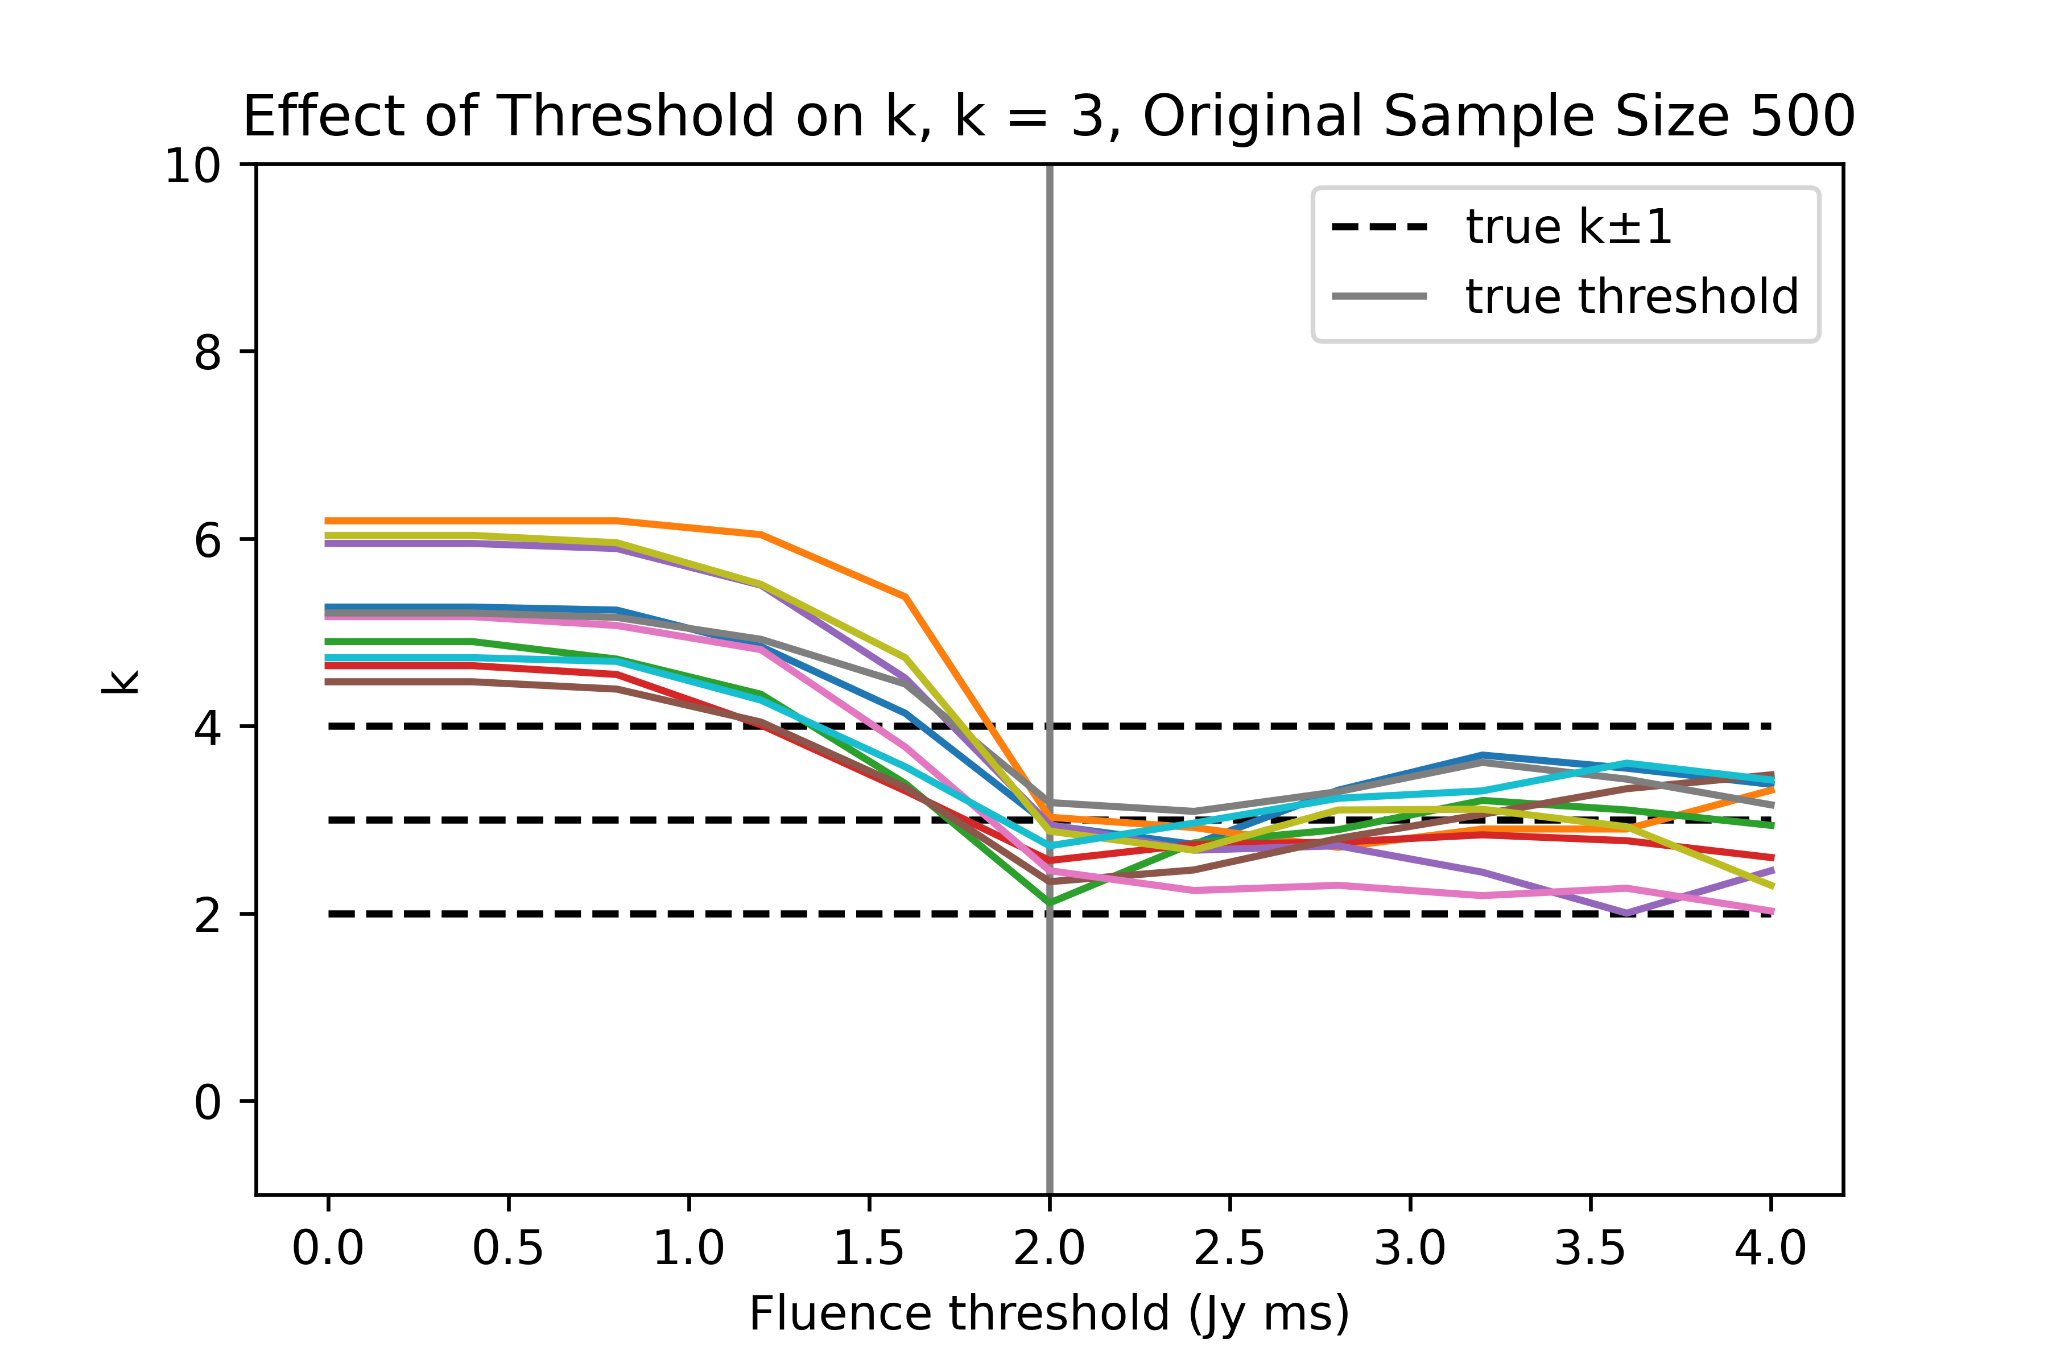 Effect of Threshold on k, k = 3, Original Sample Size 500
10
8
6
4
2
0
k
true k±1
true threshold
0.0 0.5 1.0 1.5 2.0 2.5 3.0 3.5 4.0
Fluence threshold (Jy ms)